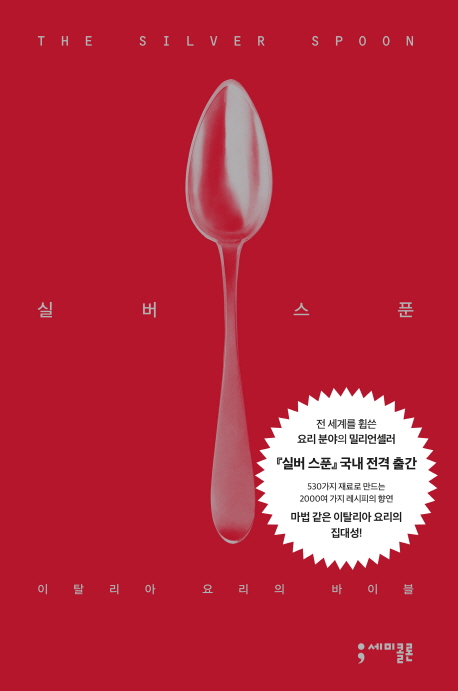 THE SILVER SPOON
실버 스푼
전 세계를 휩쓴
요리 분야의 밀리언셀러
『실버 스푼』 국내 전격 출간
530가지 재료로 만드는
2000여 가지 레시피의 향연
마법 같은 이탈리아 요리의
집대성!
이탈리아 요리의 바이블
세미콜론